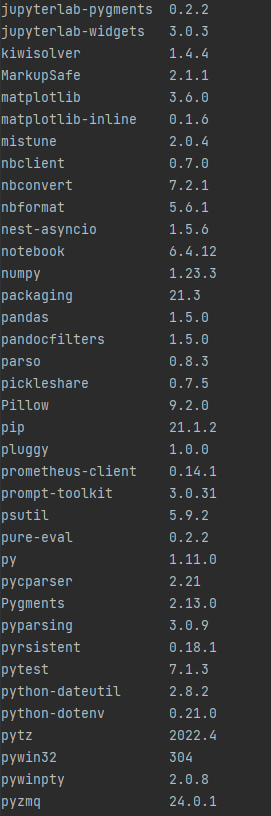 jupyterlab-pygments 0.2.2
jupyterlab-widgets 3.0.3
kiwisolver 1.4.4
MarkupSafe 2.1.1
matplotlib 3.6.0
matplotlib-inline 0.1.6
mistune 2.0.4
nbclient 0.7.0
nbconvert 7.2.1
nbformat 5.6.1
nest-asyncio 1.5.6
notebook 6.4.12
numpy 1.23.3
packaging 21.3
pandas 1.5.0
pandocfilters 1.5.0
parso 0.8.3
pickleshare 0.7.5
Pillow 9.2.0
pip 21.1.2
pluggy 1.0.0
prometheus-client 0.14.1
prompt-toolkit 3.0.31
psutil 5.9.2
pure-eval 0.2.2
py 1.11.0
pycparser 2.21
Pygments 2.13.0
pyparsing 3.0.9
pyrsistent 0.18.1
pytest 7.1.3
python-dateutil 2.8.2
python-dotenv 0.21.0
pytz 2022.4
pywin32 304
pywinpty 2.0.8
pyzmq 24.0.1